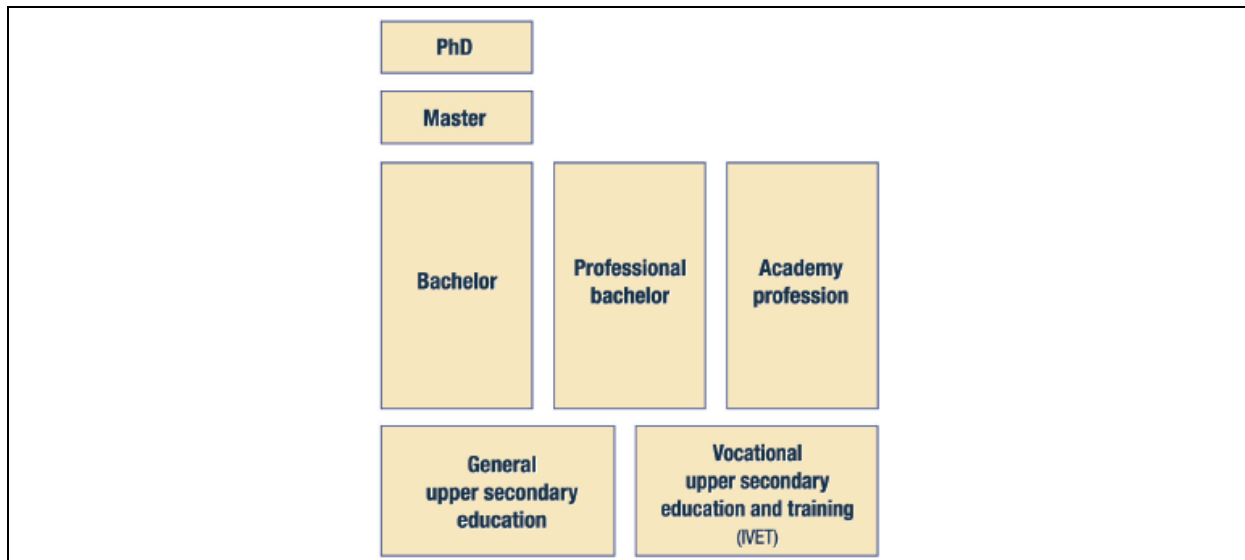 PhD
Master
Bachelor
Professional
bachelor
Academy
profession
General
upper secondary
education
Vocational
upper secondary
education and training
(IVET)